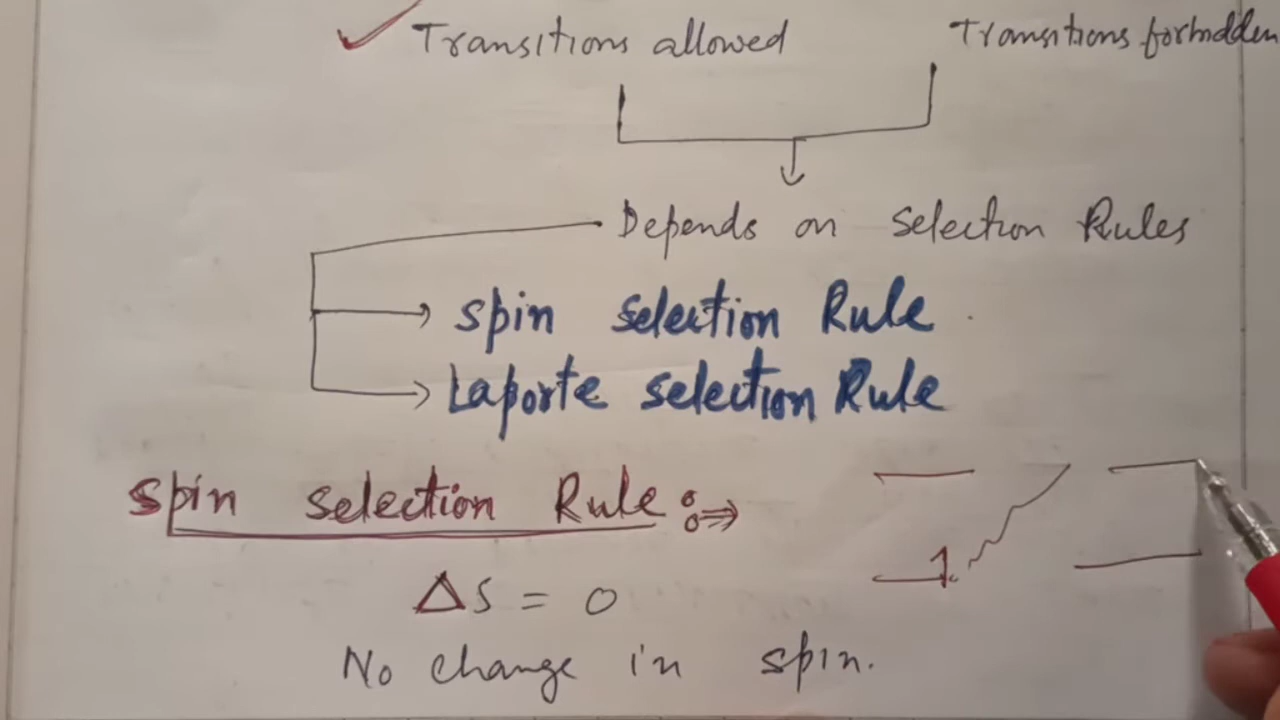 Transitions allowed Transitions forbidden
Depends on Selection Rules
Spin Selection Rule
Laporte selection Rule
Spin Selection Rule
ΔS = 0
No change in spin.